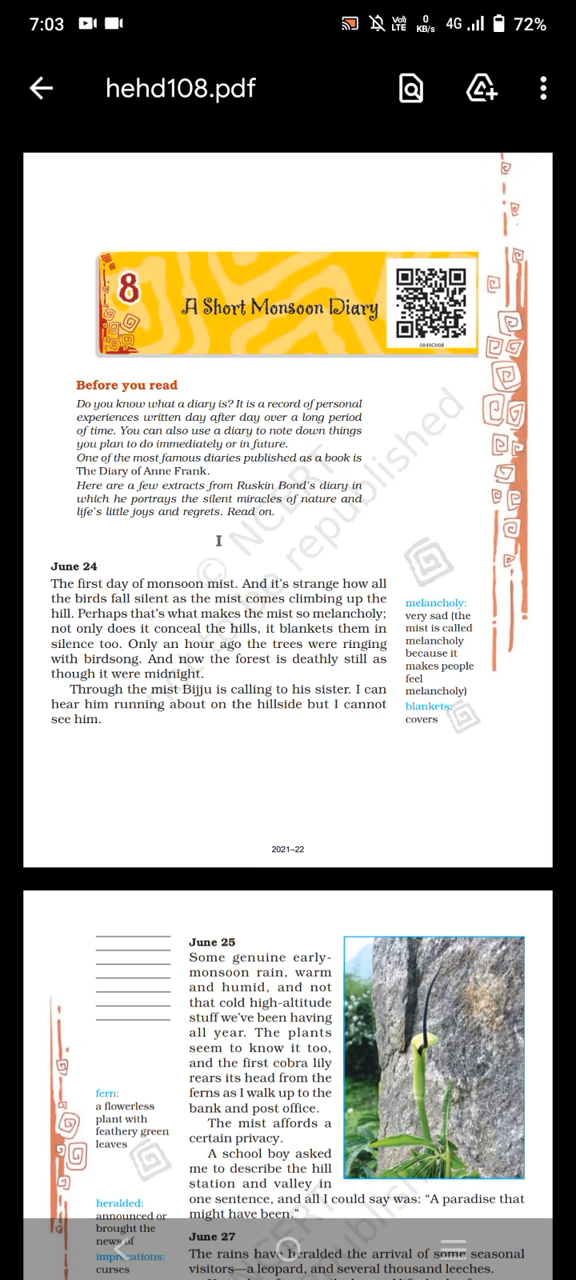 7:03
Vo)
LTE
0
KB/s
4G
72%
hehd108.pdf
8
A Short Monsoon Diary
0849CH08
Before you read
Do you know what a diary is? It is a record of personal
experiences written day after day over a long period
of time. You can also use a diary to note down things
you plan to do immediately or in future.
One of the most famous diaries published as a book is
The Diary of Anne Frank.
Here are a few extracts from Ruskin Bond's diary in
which he portrays the silent miracles of nature and
life's little joys and regrets. Read on.
I
June 24
The first day of monsoon mist. And it's strange how all
the birds fall silent as the mist comes climbing up the
hill. Perhaps that's what makes the mist so melancholy;
not only does it conceal the hills, it blankets them in
silence too. Only an hour ago the trees were ringing
with birdsong. And now the forest is deathly still as
though it were midnight.
Through the mist Bijju is calling to his sister. I can
hear him running about on the hillside but I cannot
see him.
melancholy:
very sad (the
mist is called
melancholy
because it
makes people
feel
melancholy)
blankets:
covers
© NCERT
not to be republished
2021–22
June 25
Some genuine early-
monsoon rain, warm
and humid, and not
that cold high-altitude
stuff we've been having
all year. The plants
seem to know it too,
and the first cobra lily
rears its head from the
ferns as I walk up to the
bank and post office.
The mist affords a
certain privacy.
A school boy asked
me to describe the hill
station and valley in
one sentence, and all I could say was: “A paradise that
might have been.”
fern:
a flowerless
plant with
feathery green
leaves
heralded:
announced or
brought the
news of
imprecations:
curses
June 27
The rains have heralded the arrival of some seasonal
visitors—a leopard, and several thousand leeches.